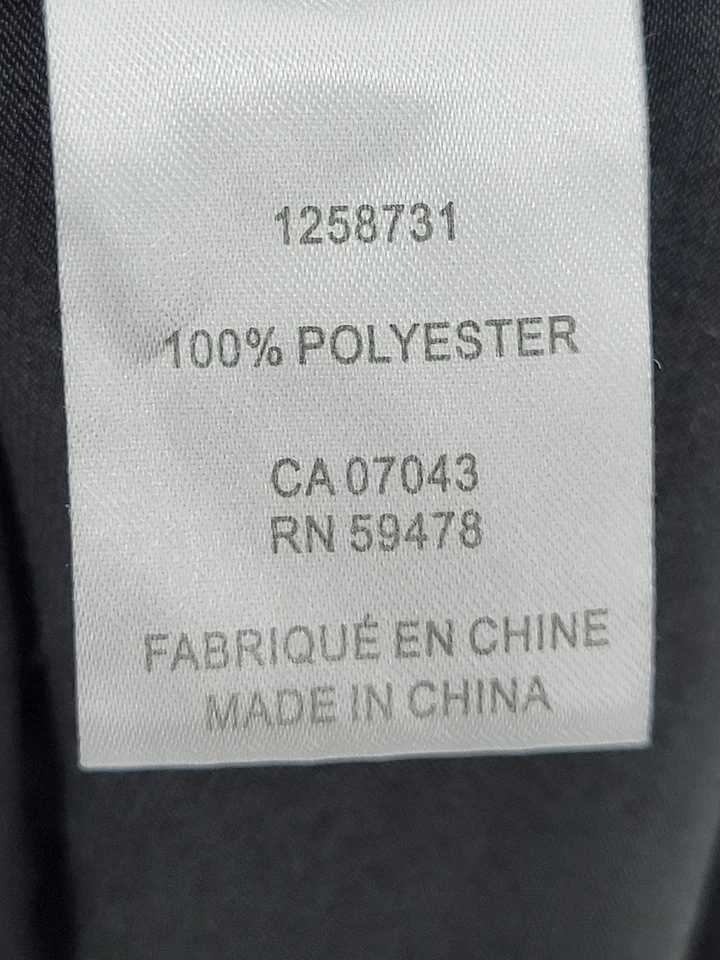 1258731
100% POLYESTER
CA 07043
RN 59478
FABRIQUÉ EN CHINE
MADE IN CHINA